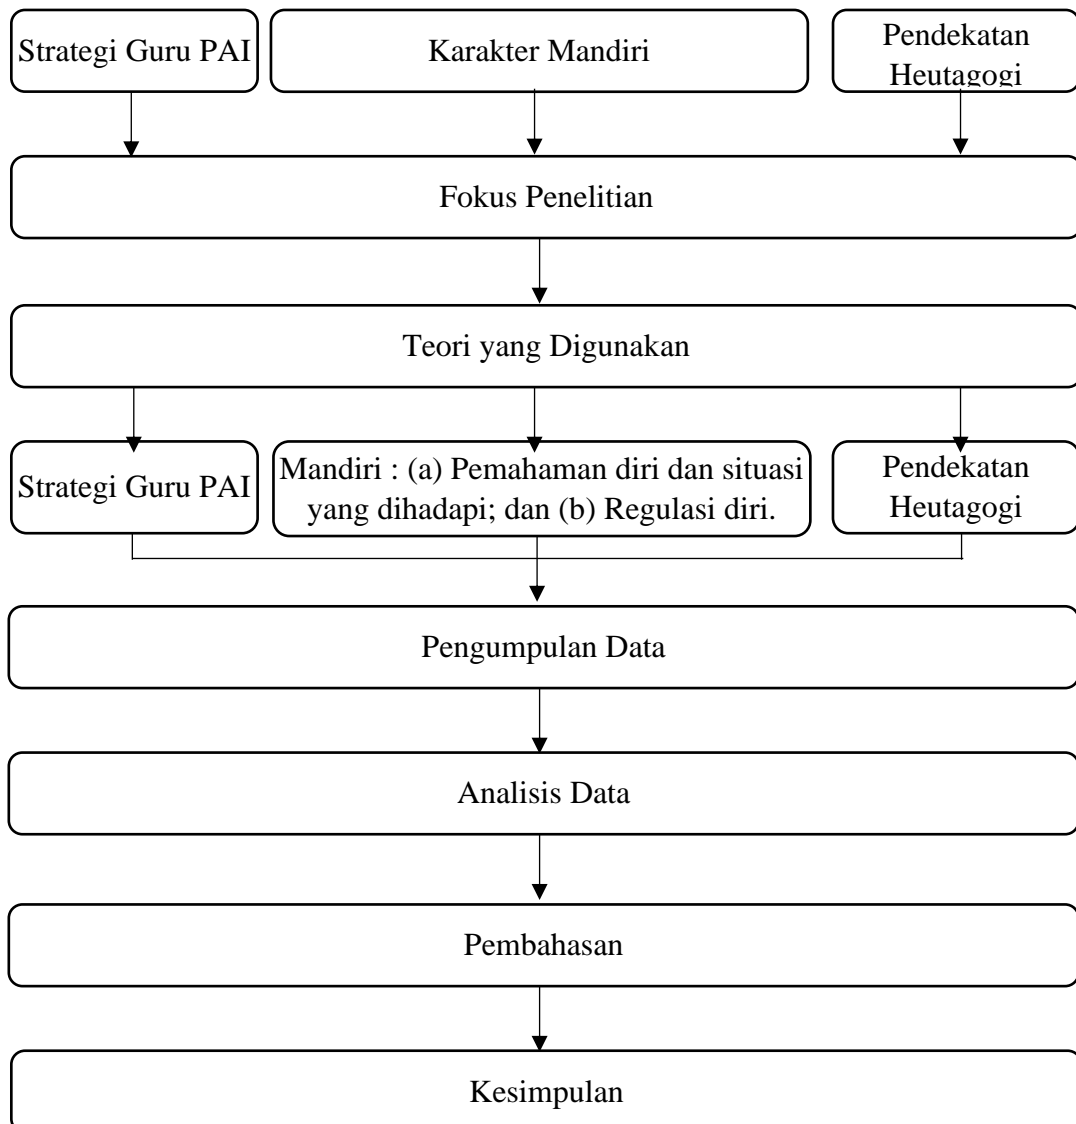 Strategi Guru PAI
Karakter Mandiri
Pendekatan
Heutagogi
Fokus Penelitian
Teori yang Digunakan
Strategi Guru PAI
Mandiri : (a) Pemahaman diri dan situasi
yang dihadapi; dan (b) Regulasi diri.
Pendekatan
Heutagogi
Pengumpulan Data
Analisis Data
Pembahasan
Kesimpulan